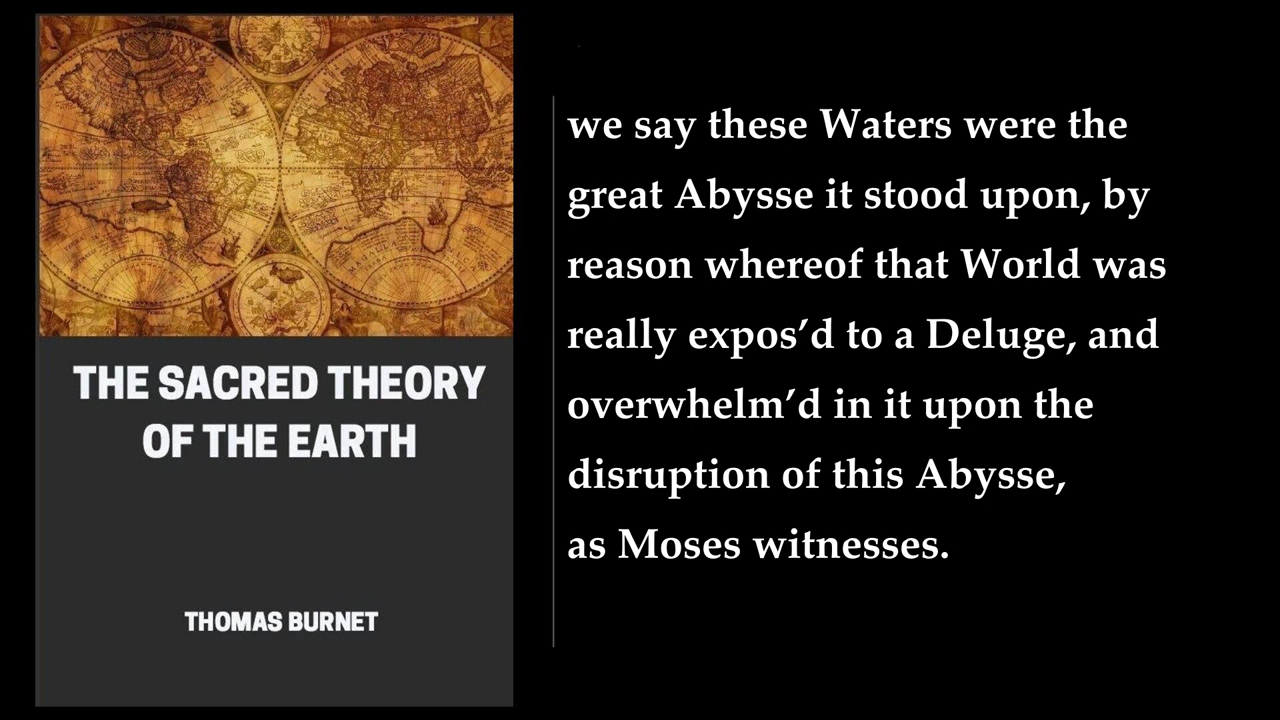 THE SACRED THEORY
OF THE EARTH
THOMAS BURNET
we say these Waters were the
great Abysse it stood upon, by
reason whereof that World was
really expos’d to a Deluge, and
overwhelm’d in it upon the
disruption of this Abysse,
as Moses witnesses.